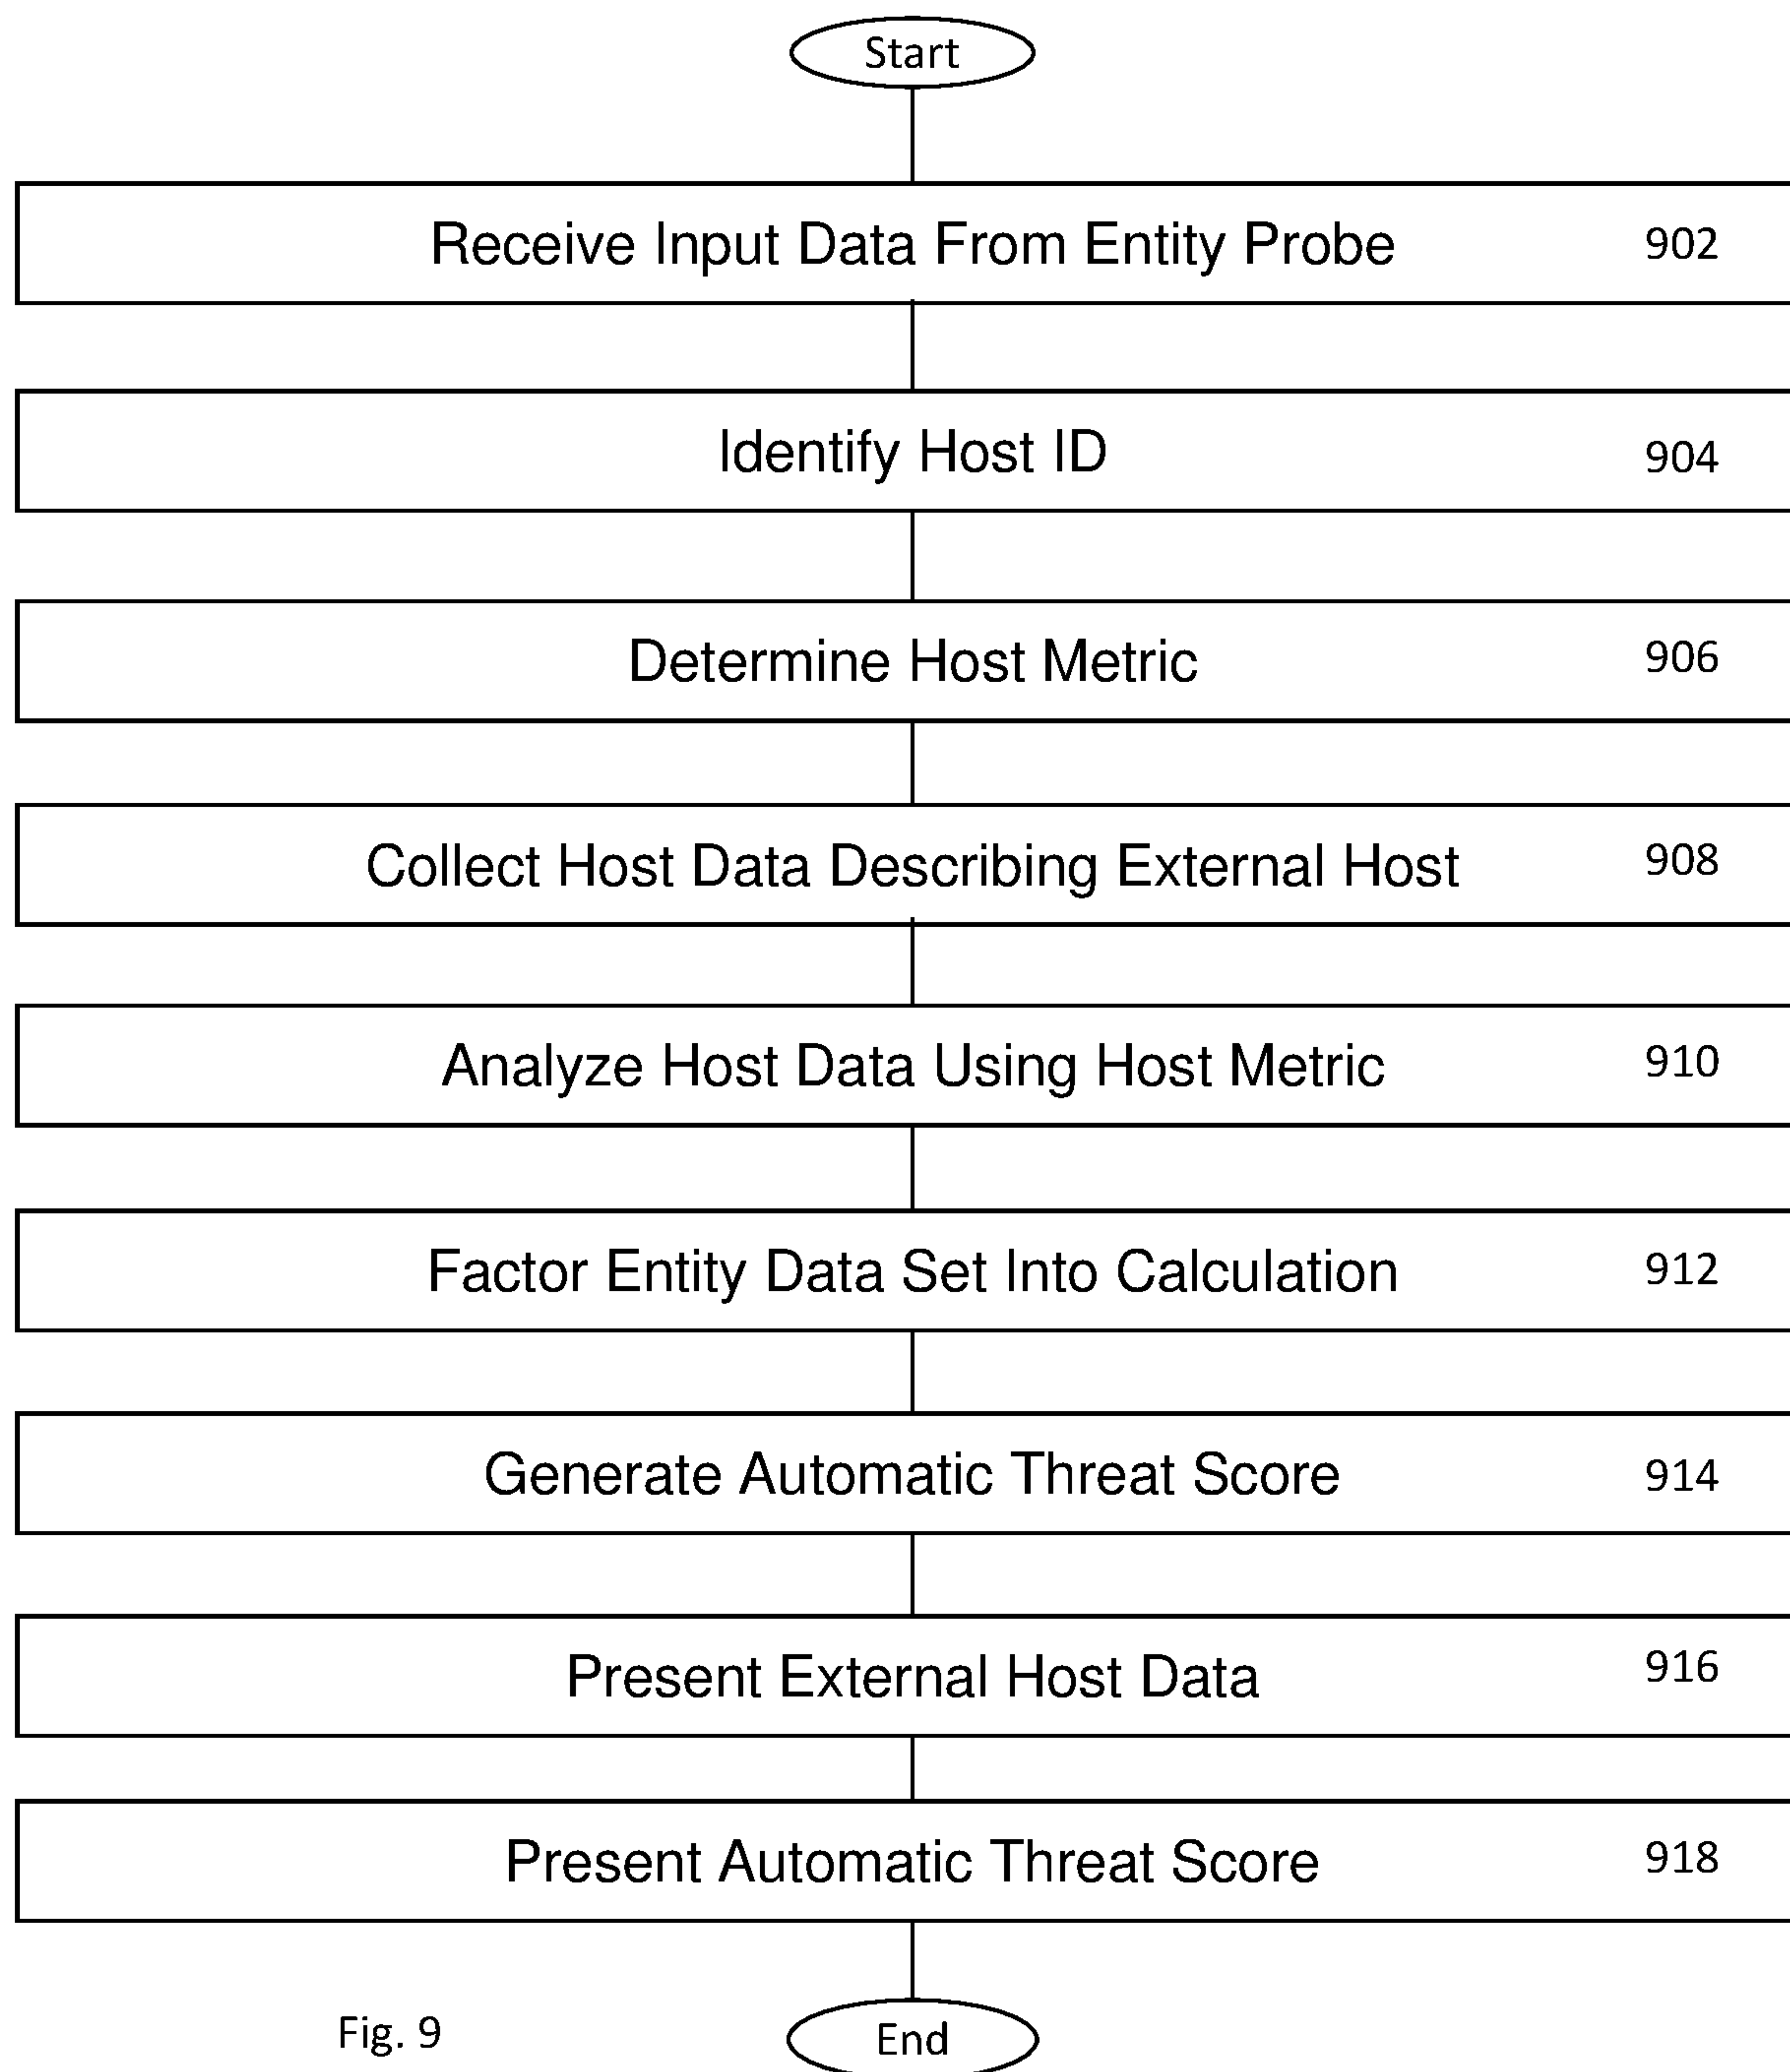 Start
Receive Input Data From Entity Probe 902
Identify Host ID 904
Determine Host Metric 906
Collect Host Data Describing External Host 908
Analyze Host Data Using Host Metric 910
Factor Entity Data Set Into Calculation 912
Generate Automatic Threat Score 914
Present External Host Data 916
Present Automatic Threat Score 918
Fig. 9 End